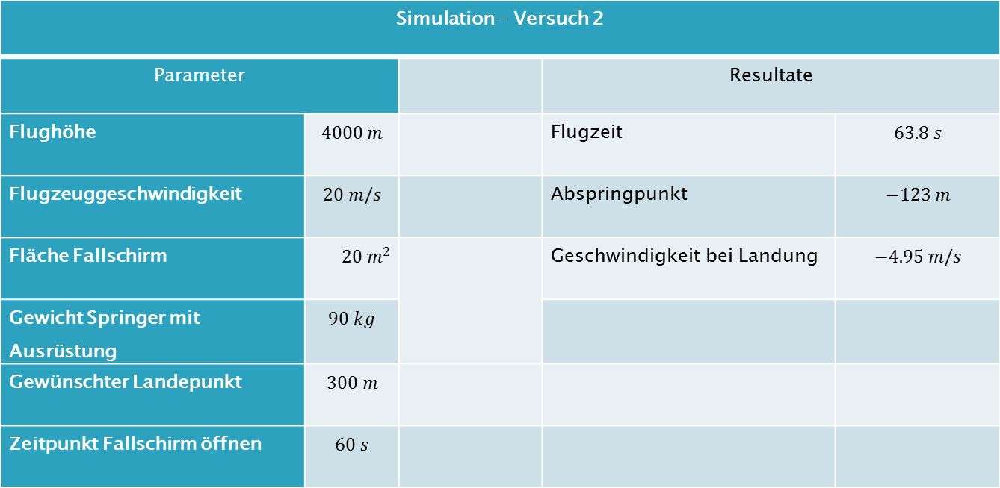 Simulation – Versuch 2
Parameter
Resultate
Flughöhe
4000 m
Flugzeit
63.8 s
Flugzeuggeschwindigkeit
20 m/s
Abspringpunkt
−123 m
Fläche Fallschirm
20 m²
Geschwindigkeit bei Landung
−4.95 m/s
Gewicht Springer mit
Ausrüstung
90 kg
Gewünschter Landepunkt
300 m
Zeitpunkt Fallschirm öffnen
60 s